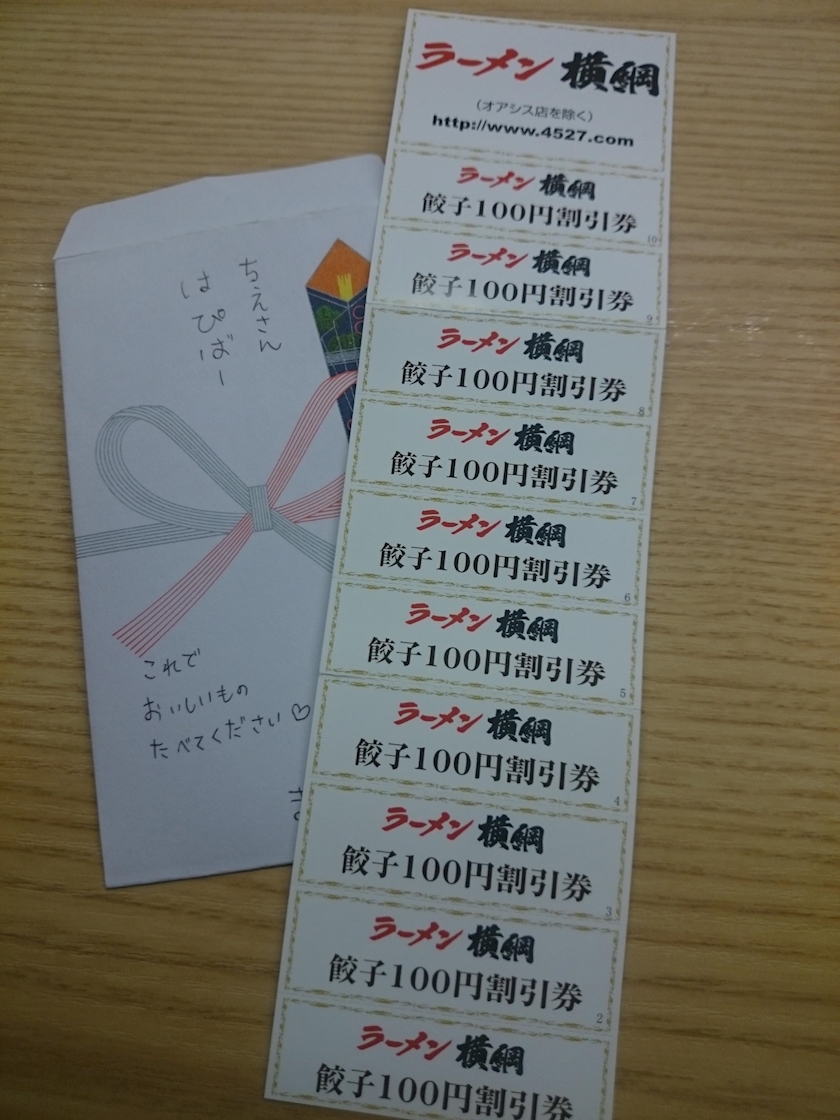 ちえさん
はぴばー
これで
おいしいもの
たべてください♡
ラーメン 横綱
(オアシス店を除く)
http://www.4527.com
ラーメン 横綱
餃子100円割引券
10
ラーメン 横綱
餃子100円割引券
9
ラーメン 横綱
餃子100円割引券
8
ラーメン 横綱
餃子100円割引券
7
ラーメン 横綱
餃子100円割引券
6
ラーメン 横綱
餃子100円割引券
5
ラーメン 横綱
餃子100円割引券
4
ラーメン 横綱
餃子100円割引券
3
ラーメン 横綱
餃子100円割引券
2
ラーメン 横綱
餃子100円割引券